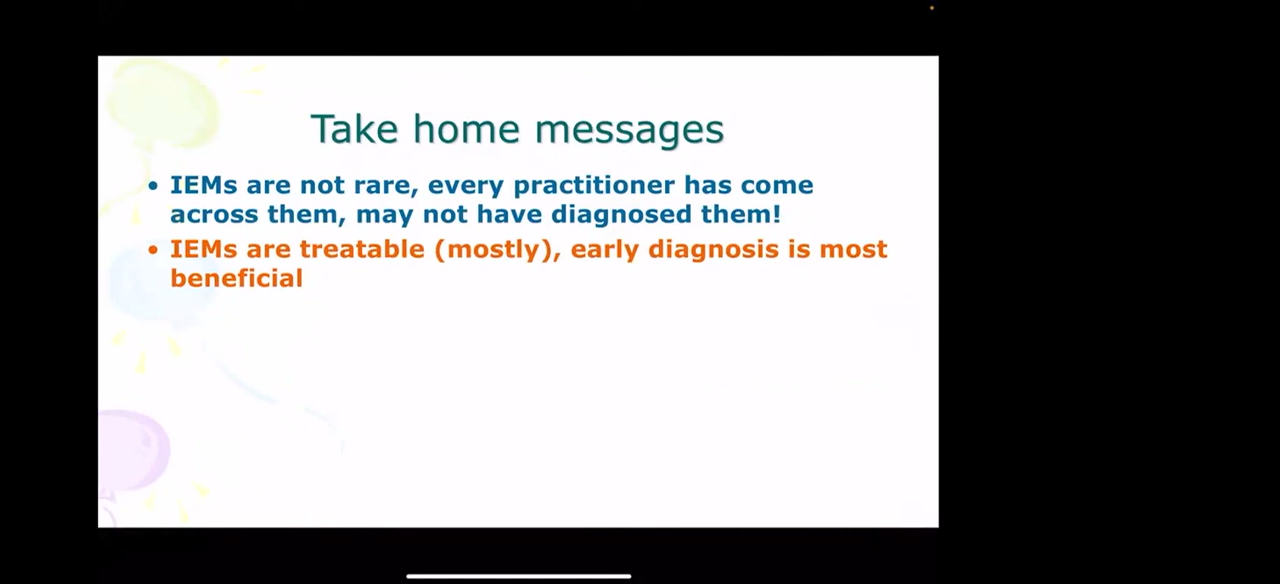 Take home messages
• IEMs are not rare, every practitioner has come
across them, may not have diagnosed them!
• IEMs are treatable (mostly), early diagnosis is most
beneficial